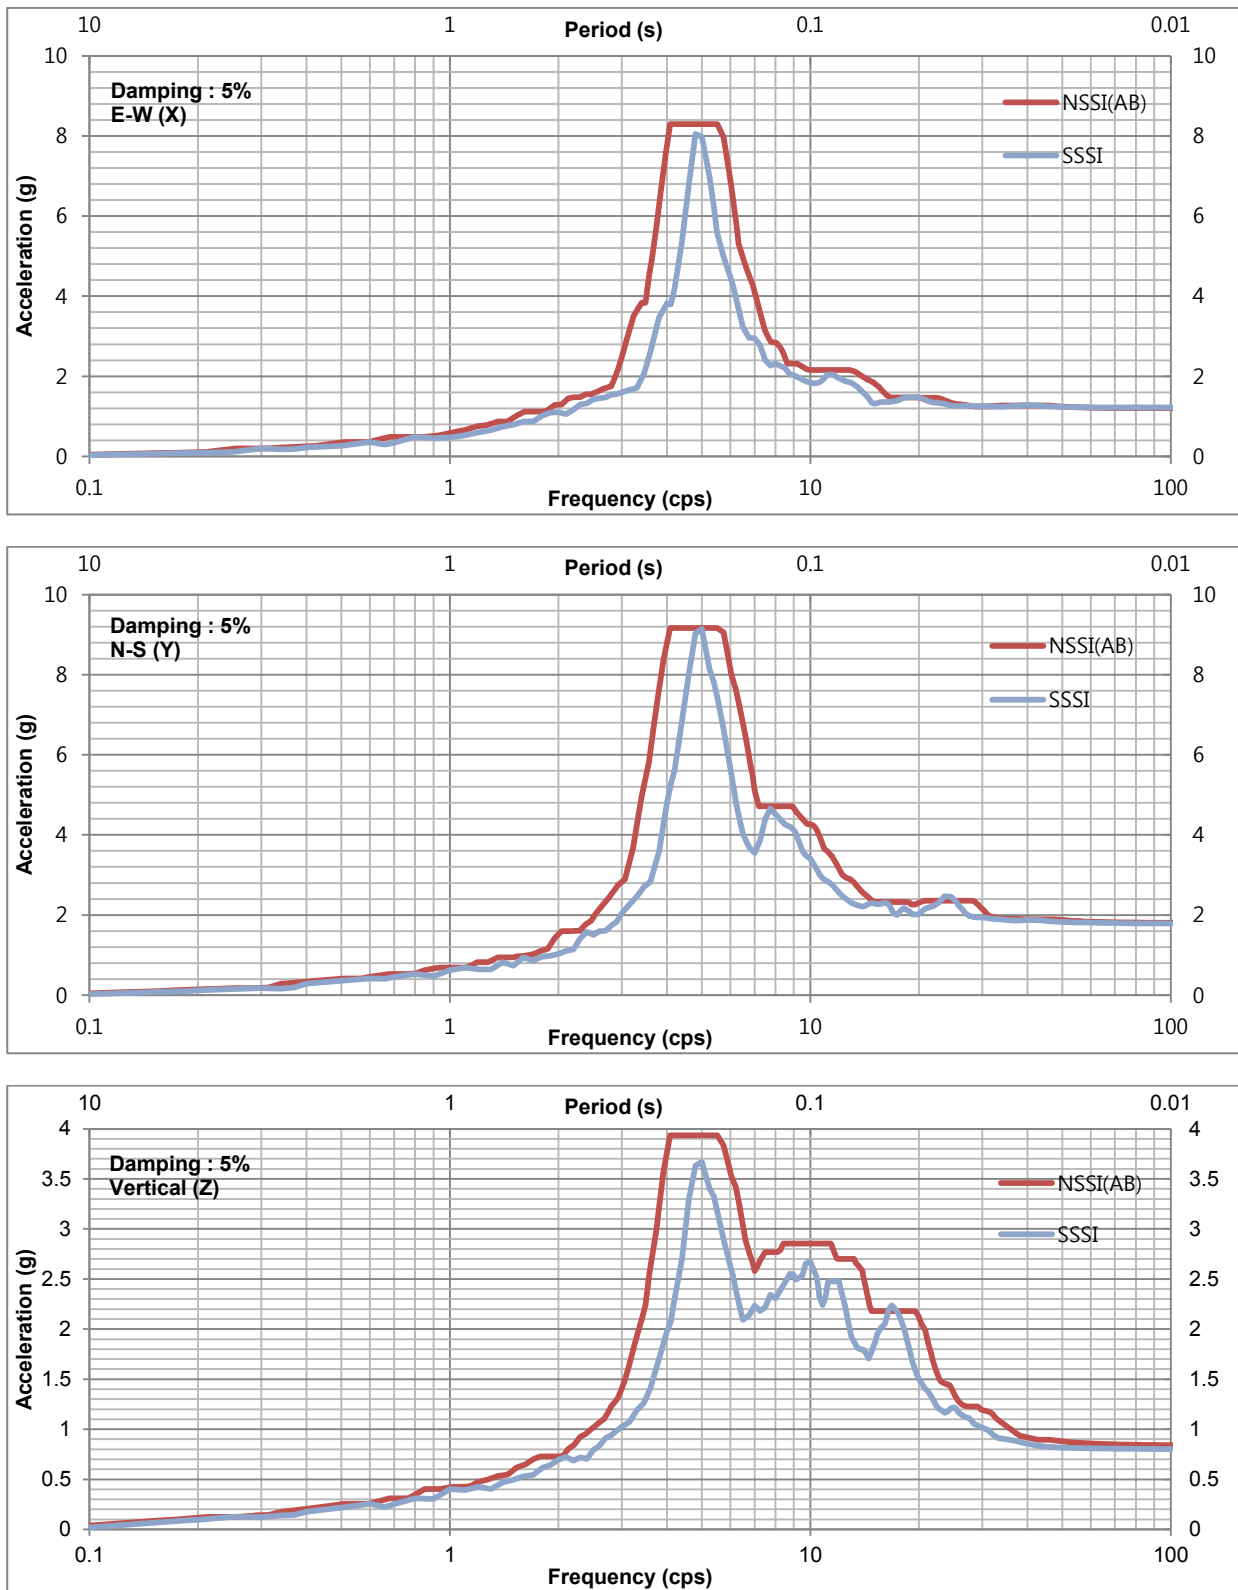 10 1 Period (s) 0.1 0.01
10 10
Damping : 5%
E-W (X)
NSSI(AB)
8 8
SSSI
6 6
Acceleration (g)
4 4
2 2
0 0
0.1 1 Frequency (cps) 10 100
10 1 Period (s) 0.1 0.01
10 10
Damping : 5%
N-S (Y)
NSSI(AB)
8 8
SSSI
6 6
Acceleration (g)
4 4
2 2
0 0
0.1 1 Frequency (cps) 10 100
10 1 Period (s) 0.1 0.01
4 4
Damping : 5%
3.5 3.5
Vertical (Z)
NSSI(AB)
3 3
SSSI
2.5 2.5
Acceleration (g)
2 2
1.5 1.5
1 1
0.5 0.5
0 0
0.1 1 Frequency (cps) 10 100